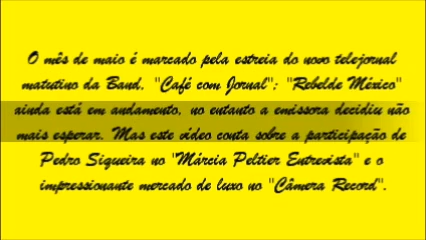 O mês de maio é marcado pela estreia do novo telejornal
matutino da Band, "Café com Jornal"; "Rebelde México"
ainda está em andamento, no entanto a emissora decidiu não
mais esperar. Mas este vídeo conta sobre a participação de
Pedro Siqueira no "Márcia Peltier Entrevista" e o
impressionante mercado de luxo no "Câmera Record".